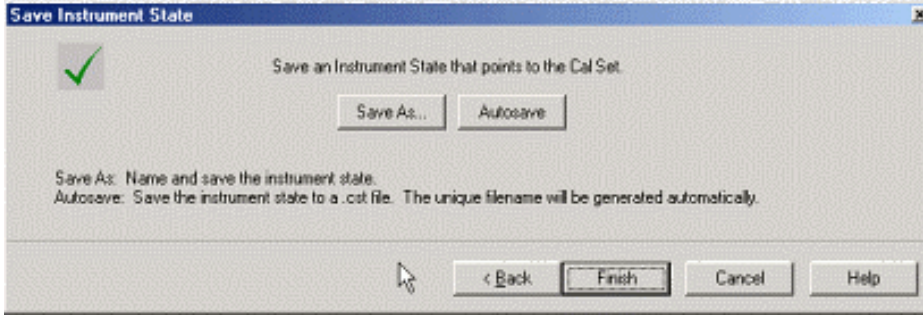 Save Instrument State
Save an Instrument State that points to the Cal Set.
Save As... Autosave
Save As: Name and save the instrument state.
Autosave: Save the instrument state to a .cst file. The unique filename will be generated automatically.
< Back Finish Cancel Help